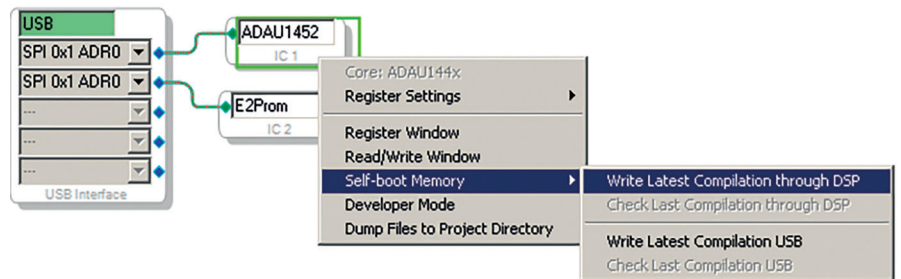 USB
SPI 0x1 ADR0
SPI 0x1 ADR0
---
---
---
USB Interface
ADAU1452
IC 1
E2Prom
IC 2
Core: ADAU144x
Register Settings
Register Window
Read/Write Window
Self-boot Memory
Developer Mode
Dump Files to Project Directory
Write Latest Compilation through DSP
Check Last Compilation through DSP
Write Latest Compilation USB
Check Last Compilation USB